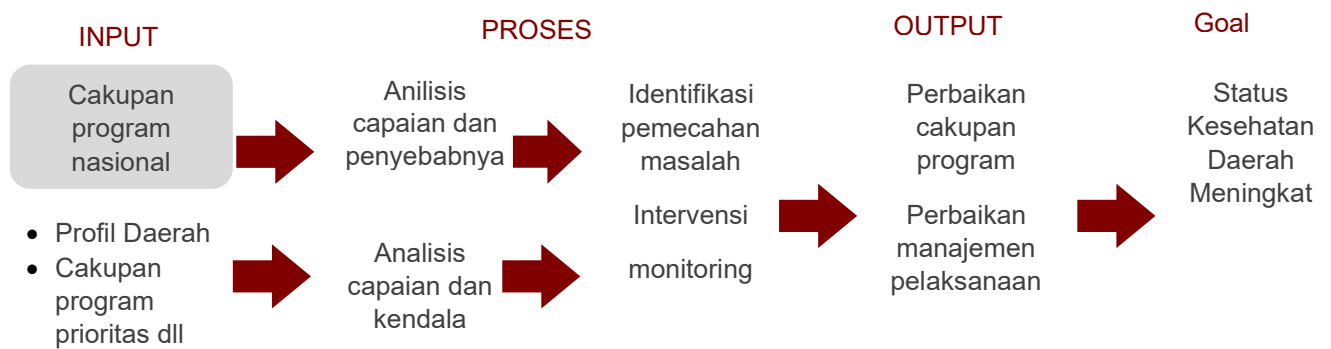 INPUT
PROSES
OUTPUT
Goal
Cakupan
program
nasional
Anilisis
capaian dan
penyebabnya
Identifikasi
pemecahan
masalah
Perbaikan
cakupan
program
Status
Kesehatan
Daerah
Meningkat
• Profil Daerah
• Cakupan
program
prioritas dll
Analisis
capaian dan
kendala
Intervensi
monitoring
Perbaikan
manajemen
pelaksanaan